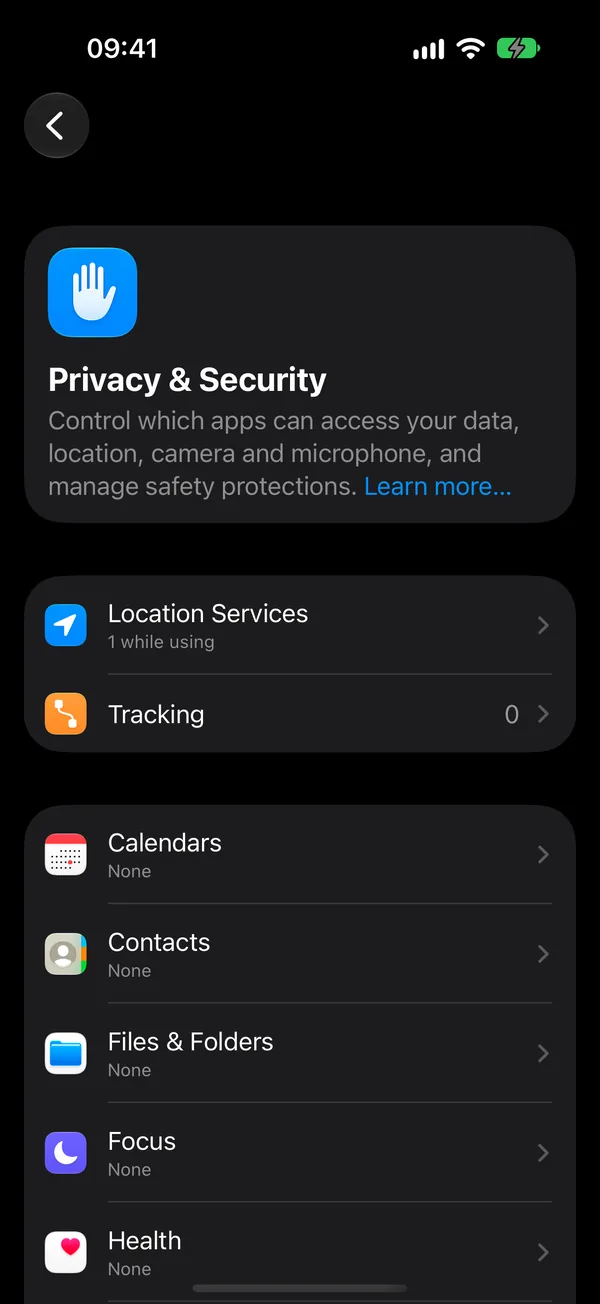 09:41
Privacy & Security
Control which apps can access your data,
location, camera and microphone, and
manage safety protections. Learn more...
Location Services
1 while using
Tracking
0
Calendars
None
Contacts
None
Files & Folders
None
Focus
None
Health
None